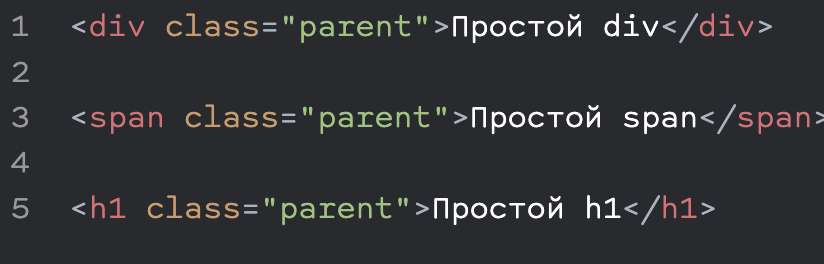 1 <div class="parent">Простой div</div>
2
3 <span class="parent">Простой span</span>
4
5 <h1 class="parent">Простой h1</h1>